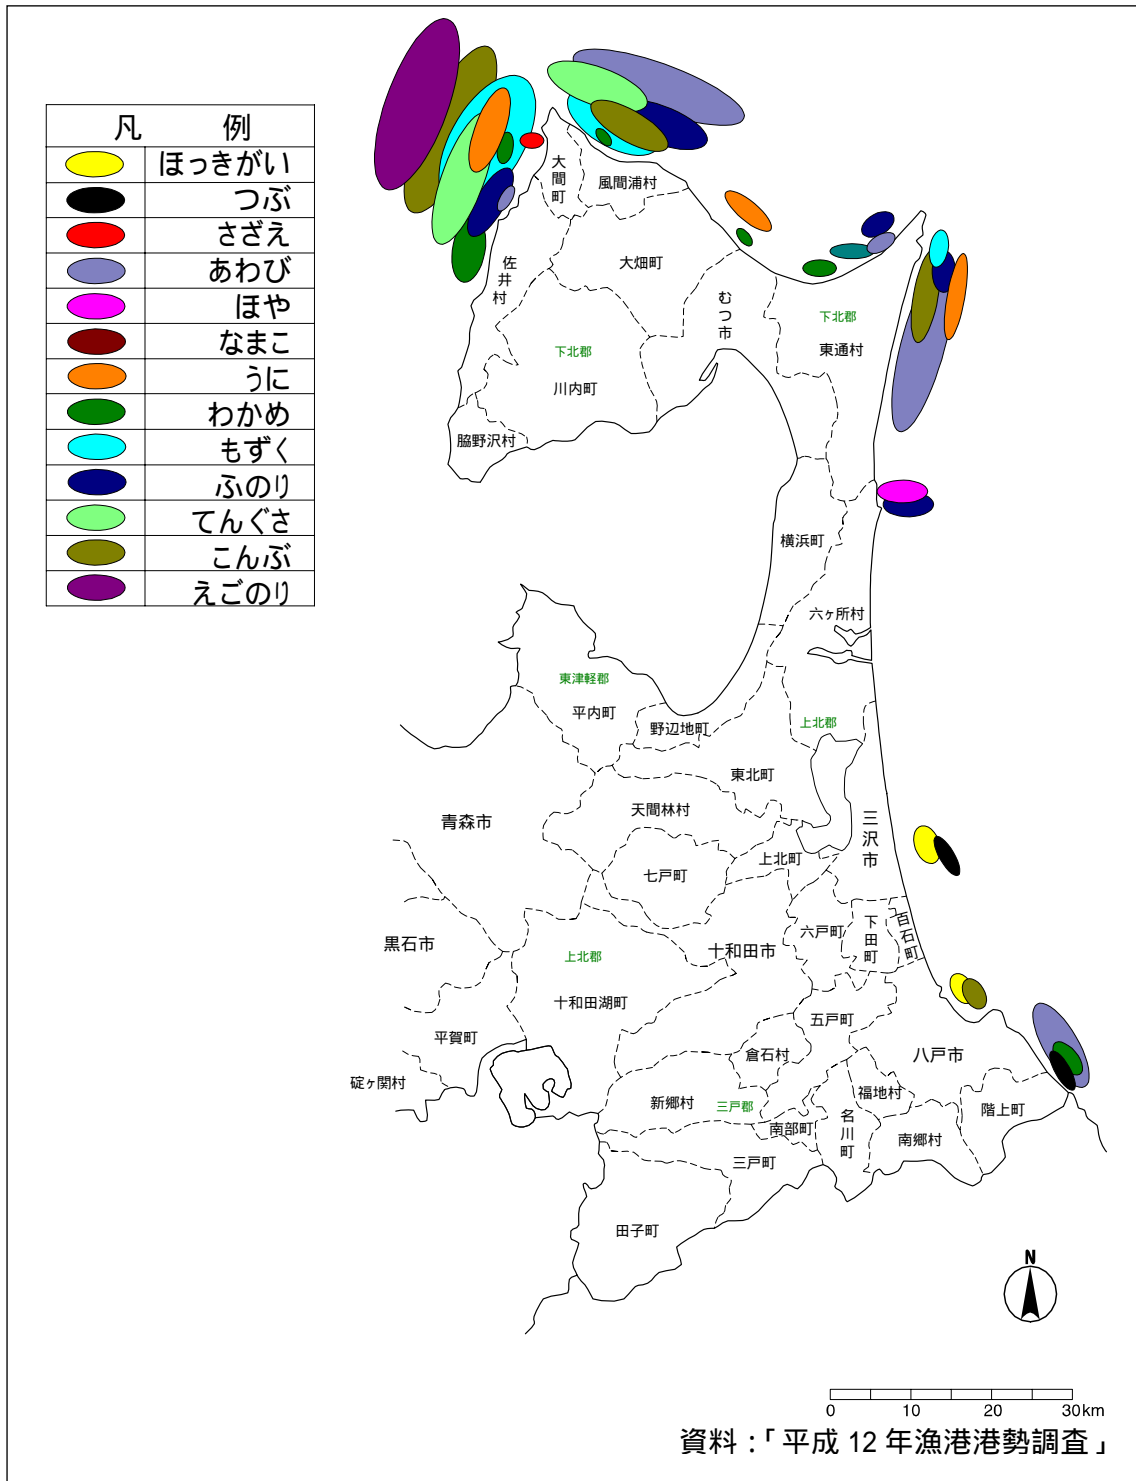 凡 例
ほっきがい
つぶ
さざえ
あわび
ほや
なまこ
うに
わかめ
もずく
ふのり
てんぐさ
こんぶ
えごのり
大間町
風間浦村
佐井村
大畑町
むつ市
下北郡
東通村
下北郡
川内町
脇野沢村
横浜町
六ヶ所村
東津軽郡
平内町
野辺地町
上北郡
東北町
天間林村
青森市
三沢市
上北町
七戸町
六戸町
下田町
百石町
黒石市
十和田市
上北郡
十和田湖町
五戸町
平賀町
倉石村
八戸市
碇ヶ関村
新郷村
三戸郡
福地村
階上町
南部町
名川町
南郷村
三戸町
田子町
N
0 10 20 30km
資料：「平成 12 年漁港港勢調査」